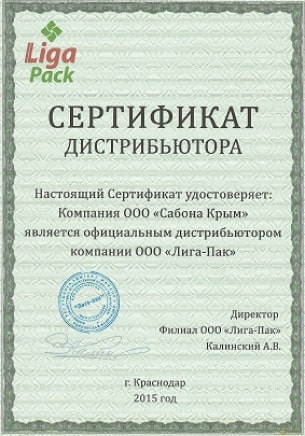 Liga
Pack
СЕРТИФИКАТ
ДИСТРИБЬЮТОРА
Настоящий Сертификат удостоверяет:
Компания ООО «Сабона Крым»
является официальным дистрибьютором
компании ООО «Лига-Пак»
Директор
Филиал ООО «Лига-Пак»
Калинский А.В.
г. Краснодар
2015 год